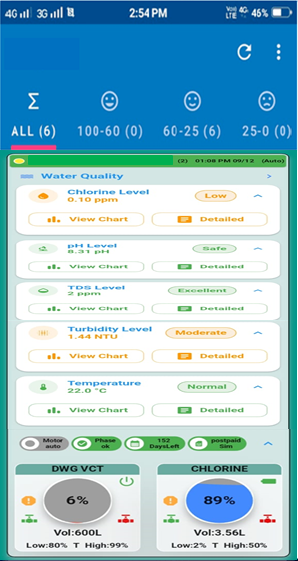 4G 3G 2:54 PM VoD LTE 4G 46%
Σ
ALL (6) 100-60 (0) 60-25 (6) 25-0 (0)
(2) 01:08 PM 09/12 (Auto)
Water Quality >
Chlorine Level
0.10 ppm
Low
View Chart Detailed
pH Level
8.31 pH
Safe
View Chart Detailed
TDS Level
2 ppm
Excellent
View Chart Detailed
Turbidity Level
1.44 NTU
Moderate
View Chart Detailed
Temperature
22.0 °C
Normal
View Chart Detailed
Motor auto
Phase ok
152 DaysLeft
postpaid Sim
DWG VCT
6%
Vol:600L
Low:80% T High:99%
CHLORINE
89%
Vol:3.56L
Low:2% T High:50%